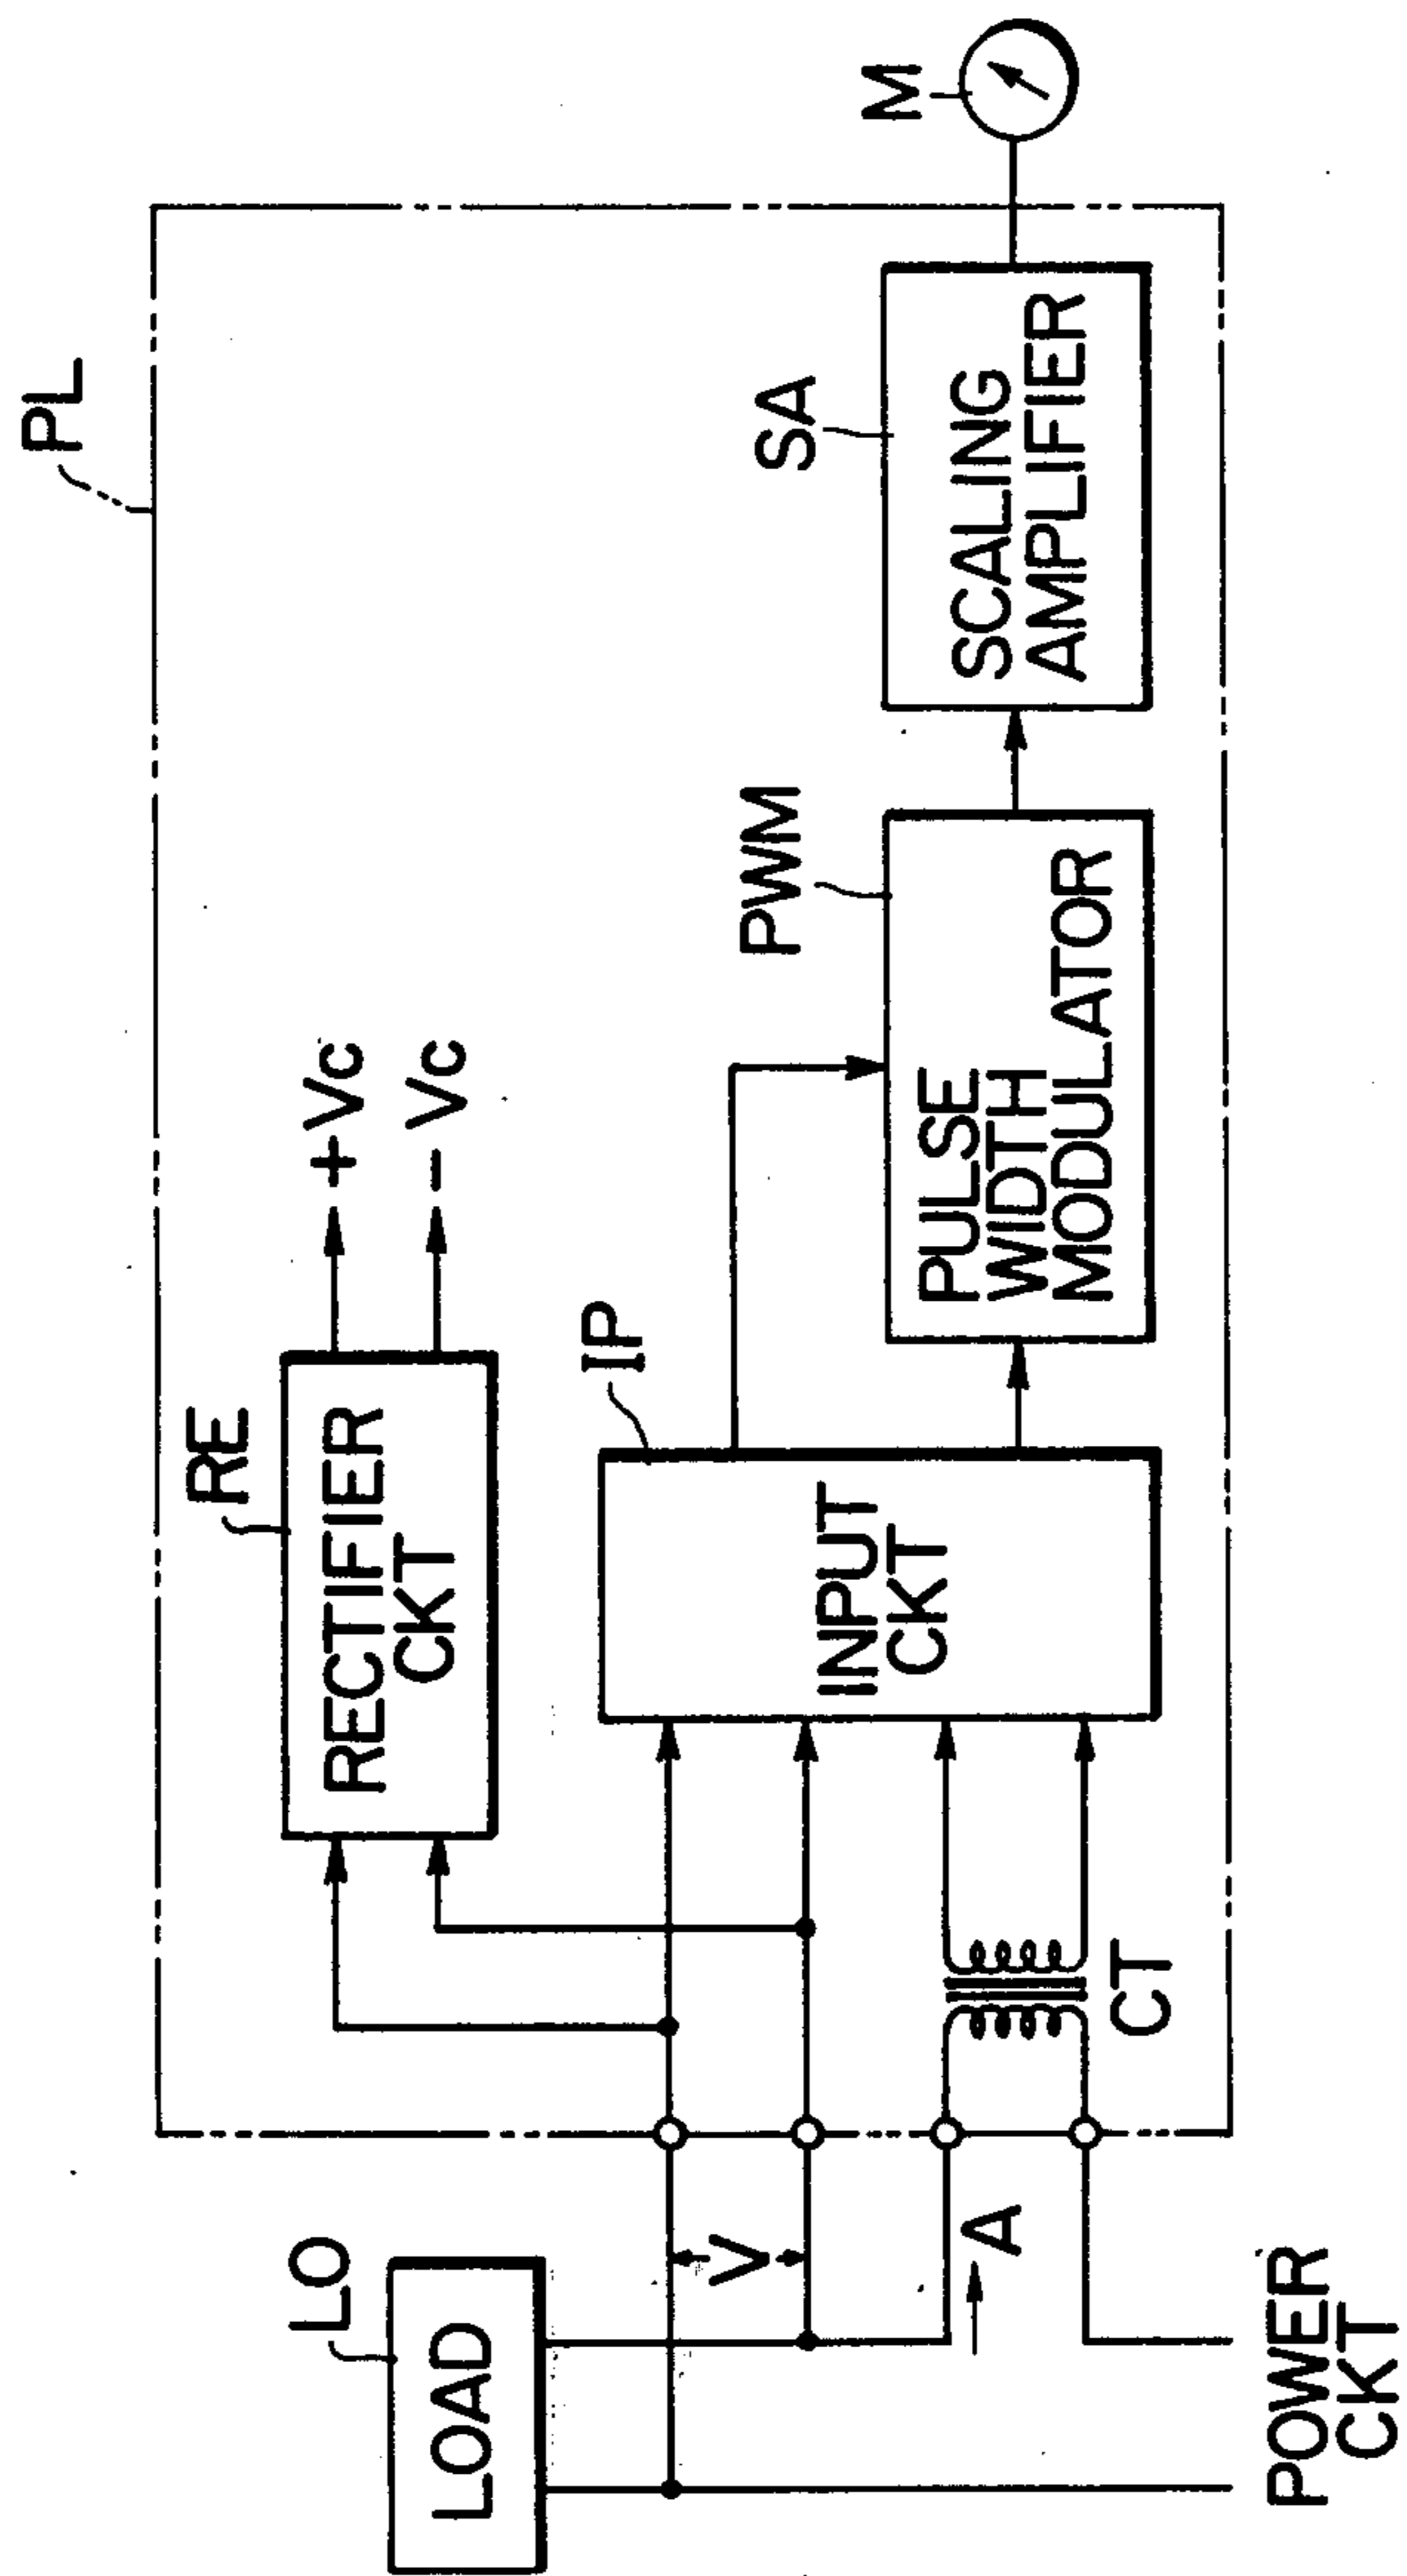 PL
RE
RECTIFIER
CKT
+Vc
-Vc
LO
LOAD
V
A
POWER
CKT
CT
IP
INPUT
CKT
PWM
PULSE
WIDTH
MODULATOR
SA
SCALING
AMPLIFIER
M